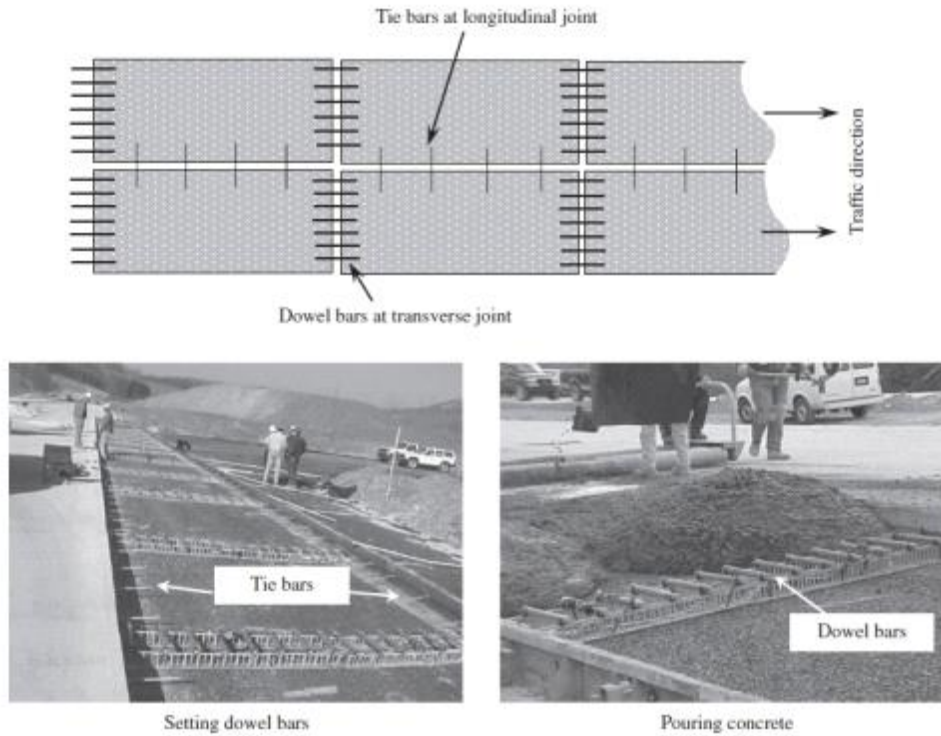 Tie bars at longitudinal joint
Traffic direction
Dowel bars at transverse joint
Tie bars
Dowel bars
Setting dowel bars
Pouring concrete